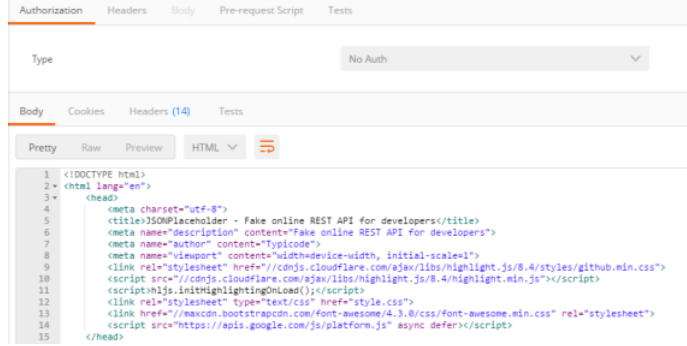 Authorization Headers Body Pre-request Script Tests
Type No Auth
Body Cookies Headers (14) Tests
Pretty Raw Preview HTML
1 <!DOCTYPE html>
2 <html lang="en">
3 <head>
4 <meta charset="utf-8">
5 <title>JSONPlaceholder - Fake online REST API for developers</title>
6 <meta name="description" content="Fake online REST API for developers">
7 <meta name="author" content="Typicode">
8 <meta name="viewport" content="width=device-width, initial-scale=1">
9 <link rel="stylesheet" href="//cdnjs.cloudflare.com/ajax/libs/highlight.js/8.4/styles/github.min.css">
10 <script src="//cdnjs.cloudflare.com/ajax/libs/highlight.js/8.4/highlight.min.js"></script>
11 <script>hljs.initHighlightingOnLoad();</script>
12 <link rel="stylesheet" type="text/css" href="style.css">
13 <link href="//maxcdn.bootstrapcdn.com/font-awesome/4.3.0/css/font-awesome.min.css" rel="stylesheet">
14 <script src="https://apis.google.com/js/platform.js" async defer></script>
15 </head>